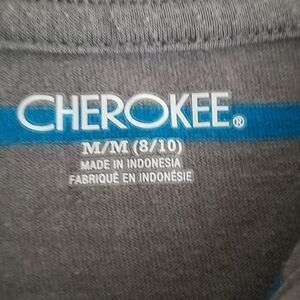 CHEROKEE®
M/M (8/10)
MADE IN INDONESIA
FABRIQUÉ EN INDONÉSIE